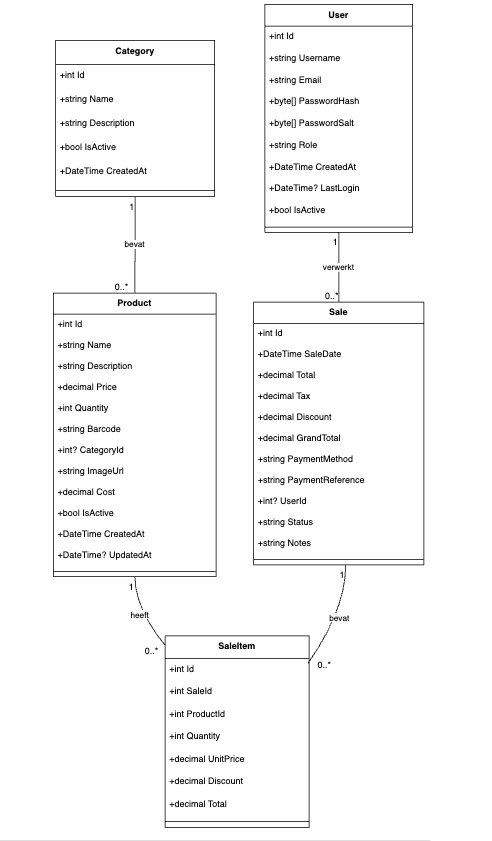 Category
+int Id
+string Name
+string Description
+bool IsActive
+DateTime CreatedAt
User
+int Id
+string Username
+string Email
+byte[] PasswordHash
+byte[] PasswordSalt
+string Role
+DateTime CreatedAt
+DateTime? LastLogin
+bool IsActive
1
bevat
0..*
1
verwerkt
0..*
Product
+int Id
+string Name
+string Description
+decimal Price
+int Quantity
+string Barcode
+int? CategoryId
+string ImageUrl
+decimal Cost
+bool IsActive
+DateTime CreatedAt
+DateTime? UpdatedAt
Sale
+int Id
+DateTime SaleDate
+decimal Total
+decimal Tax
+decimal Discount
+decimal GrandTotal
+string PaymentMethod
+string PaymentReference
+int? UserId
+string Status
+string Notes
1
heeft
0..*
1
bevat
0..*
SaleItem
+int Id
+int SaleId
+int ProductId
+int Quantity
+decimal UnitPrice
+decimal Discount
+decimal Total